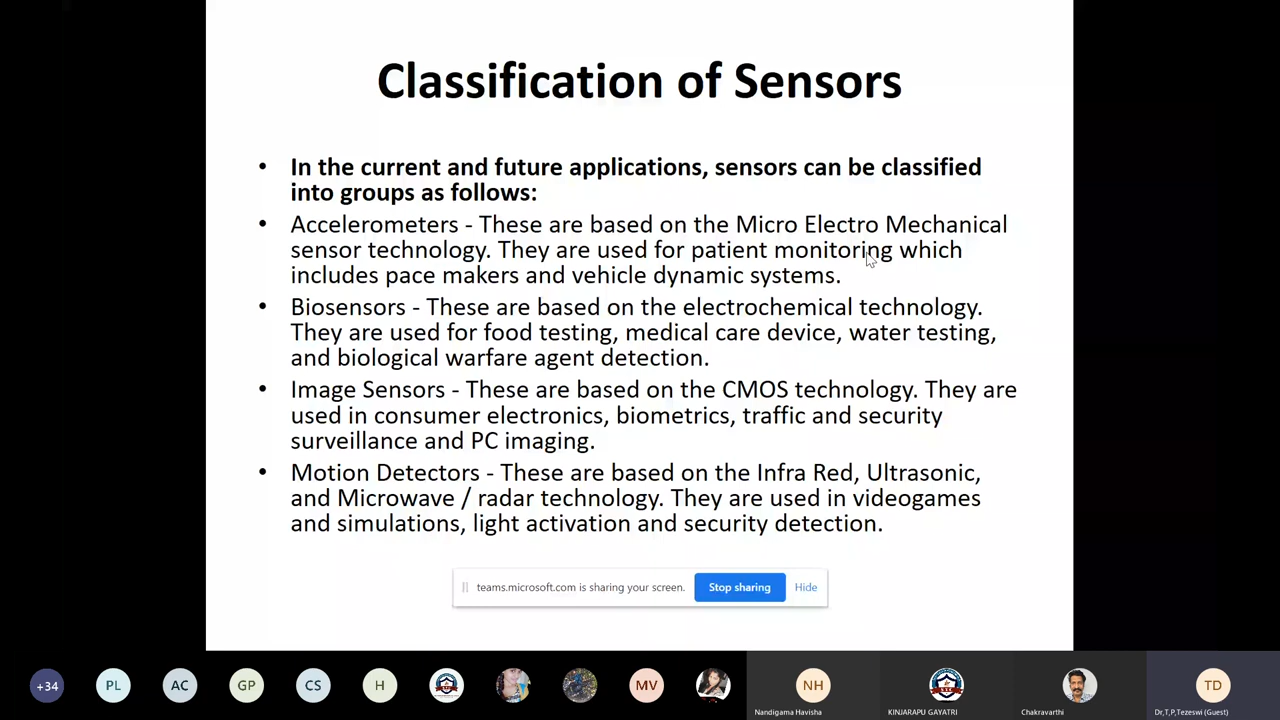 Classification of Sensors
• In the current and future applications, sensors can be classified
into groups as follows:
• Accelerometers - These are based on the Micro Electro Mechanical
sensor technology. They are used for patient monitoring which
includes pace makers and vehicle dynamic systems.
• Biosensors - These are based on the electrochemical technology.
They are used for food testing, medical care device, water testing,
and biological warfare agent detection.
• Image Sensors - These are based on the CMOS technology. They are
used in consumer electronics, biometrics, traffic and security
surveillance and PC imaging.
• Motion Detectors - These are based on the Infra Red, Ultrasonic,
and Microwave / radar technology. They are used in videogames
and simulations, light activation and security detection.
teams.microsoft.com is sharing your screen. Stop sharing Hide
+34 PL AC GP CS H MV NH TD
Nandigama Havisha KINJARAPU GAYATRI Chakravarthi Dr,T,P,Tezeswi (Guest)